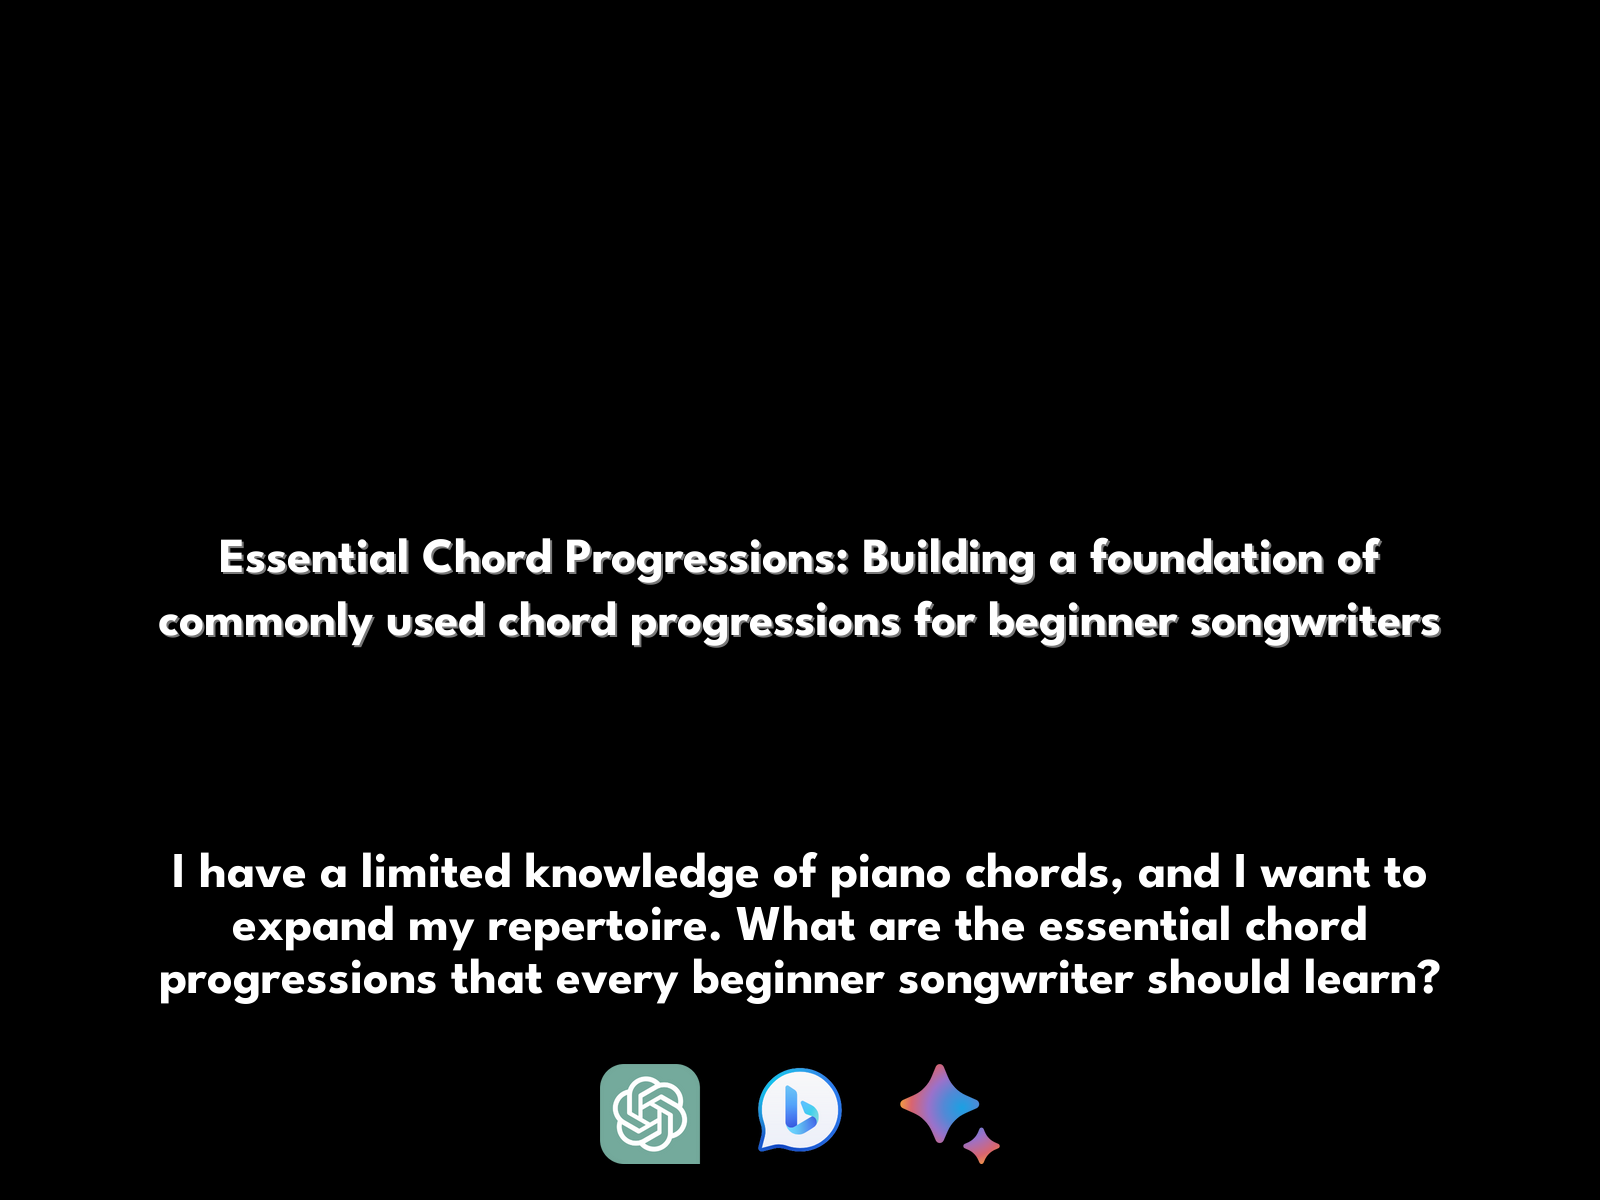 Essential Chord Progressions: Building a foundation of
commonly used chord progressions for beginner songwriters
I have a limited knowledge of piano chords, and I want to
expand my repertoire. What are the essential chord
progressions that every beginner songwriter should learn?